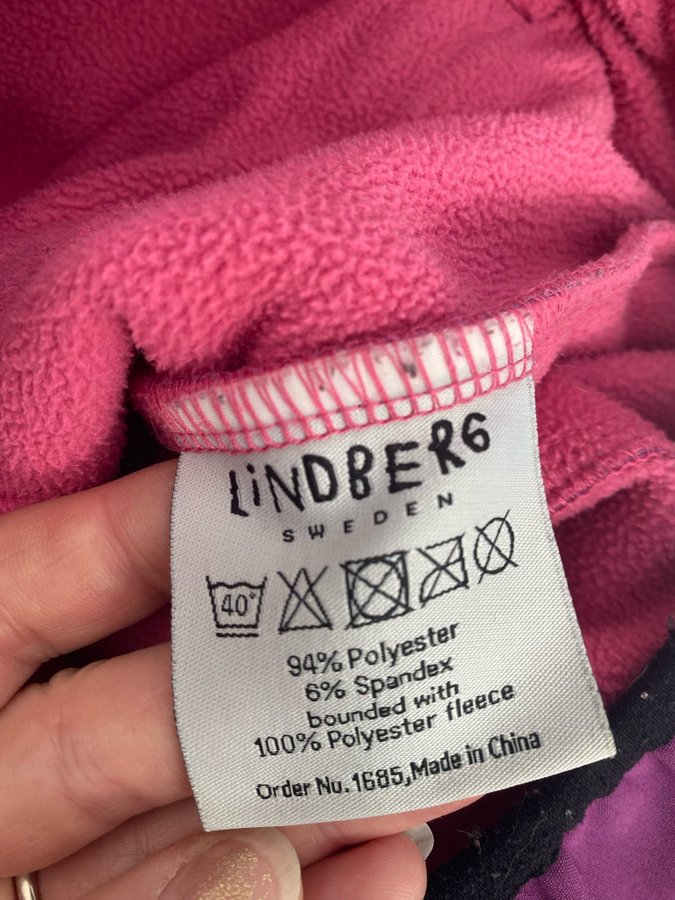 LiNDBERG
SWEDEN
40°
94% Polyester
6% Spandex
bounded with
100% Polyester fleece
Order Nu.1685,Made in China